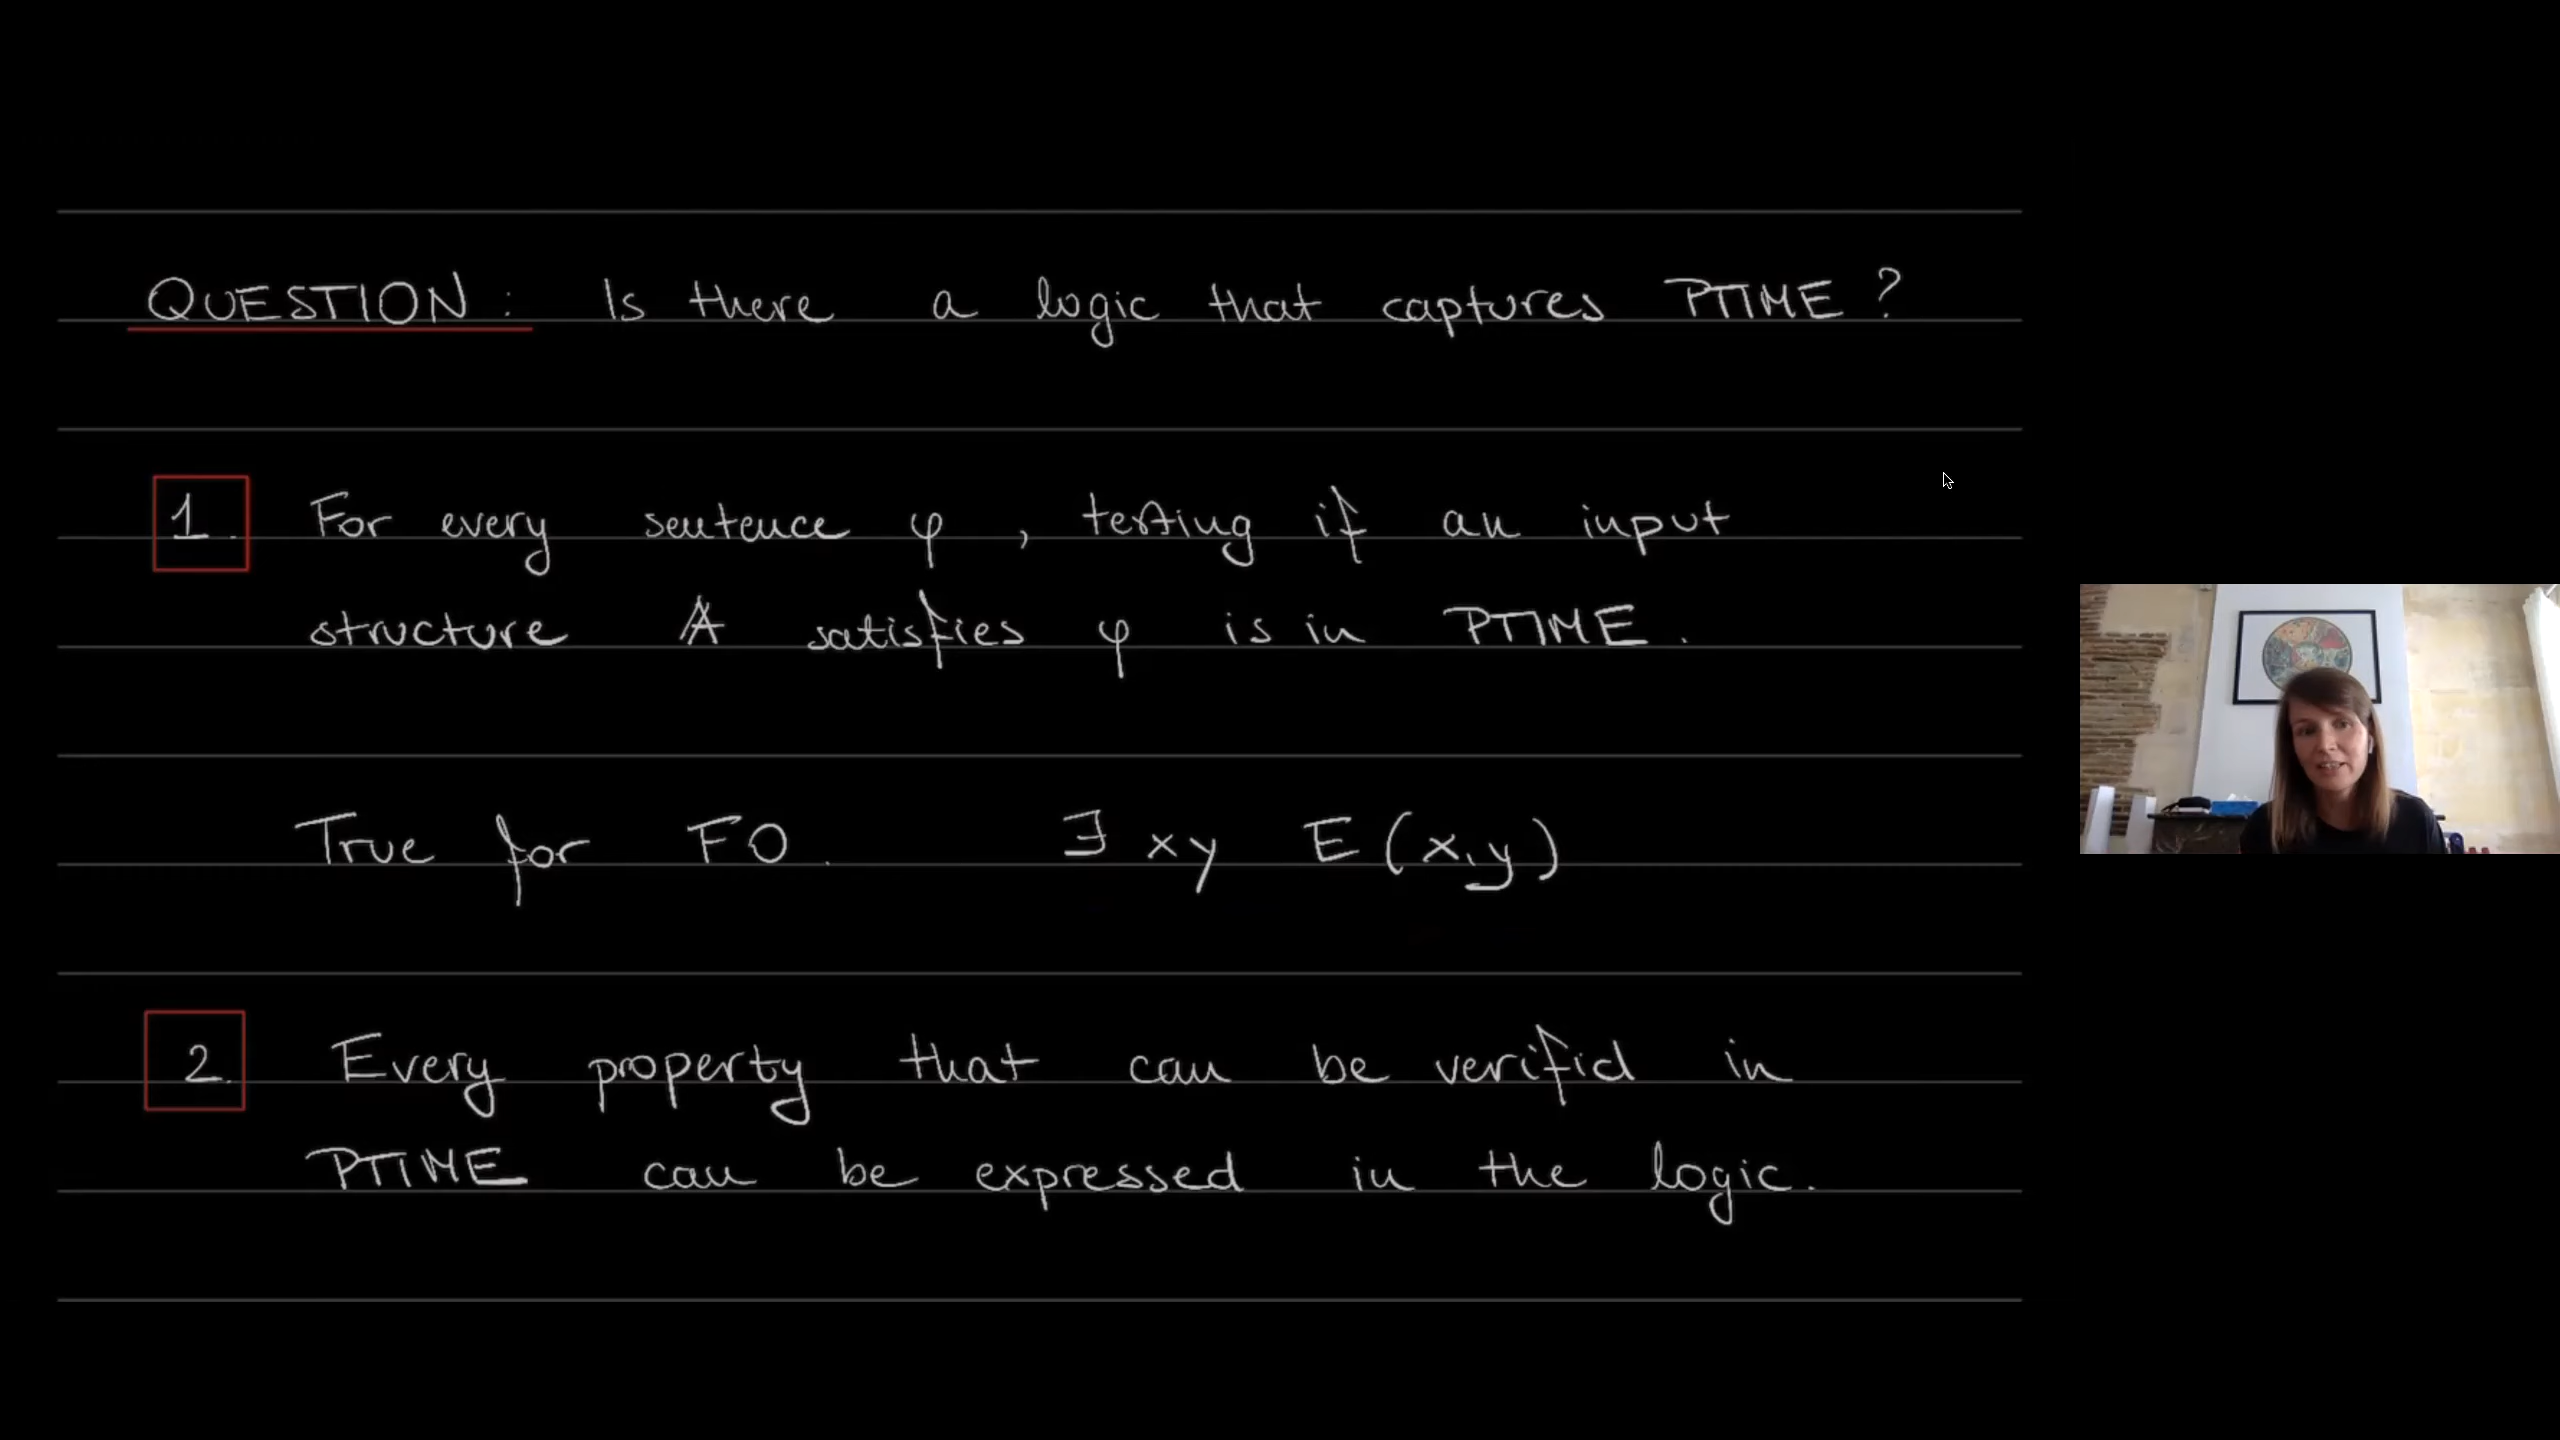 QUESTION : Is there a logic that captures PTIME ?
1. For every sentence φ , testing if an input
structure 𝔸 satisfies φ is in PTIME .
True for FO . ∃ xy E(x,y)
2. Every property that can be verifid in
PTIME can be expressed in the logic.